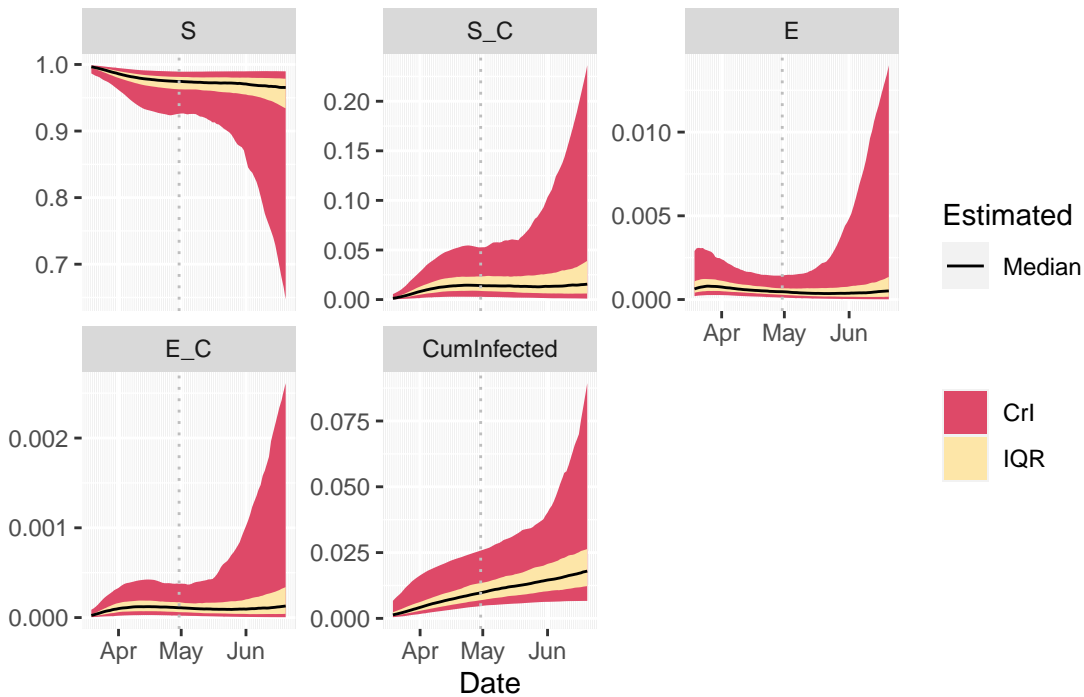 S
S_C
E
1.0
0.9
0.8
0.7
0.20
0.15
0.10
0.05
0.00
0.010
0.005
0.000
Apr May Jun
Estimated
Median
CrI
IQR
E_C
CumInfected
0.002
0.001
0.000
0.075
0.050
0.025
0.000
Apr May Jun
Apr May Jun
Date